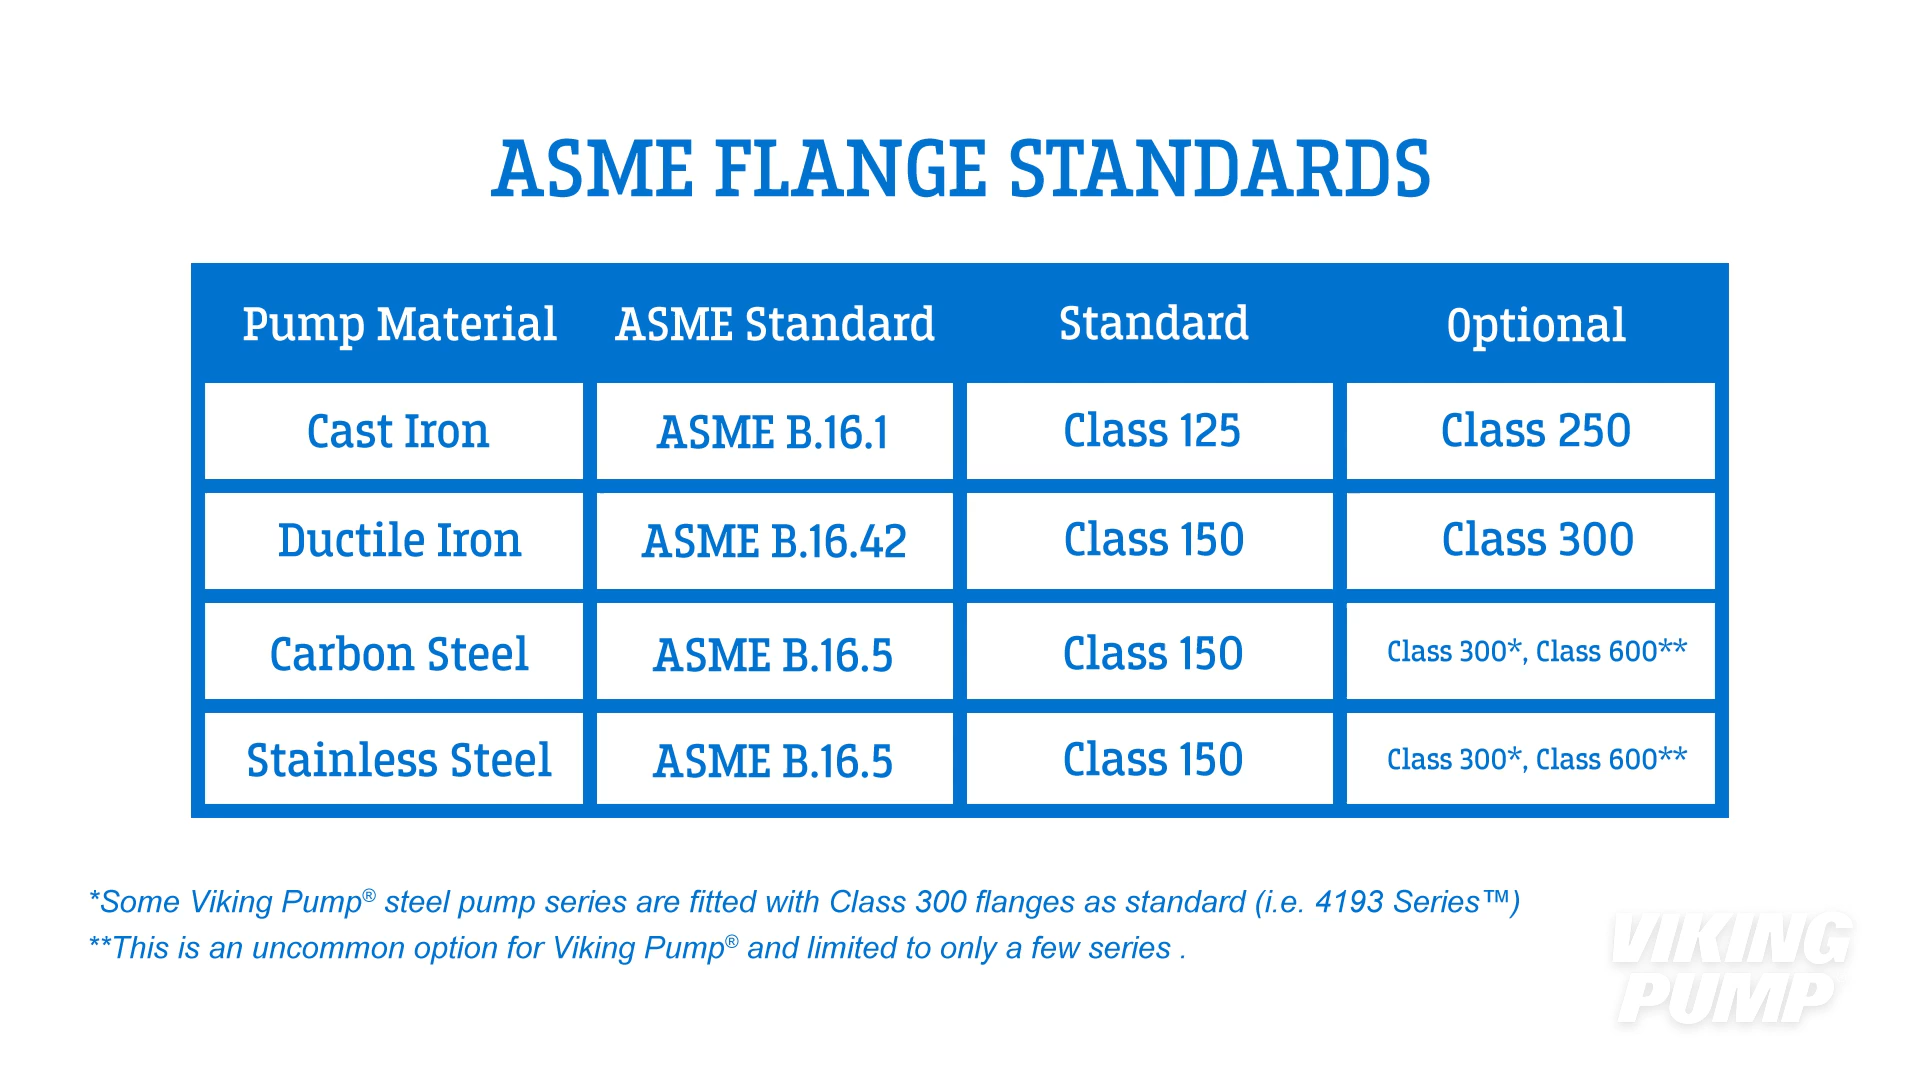 ASME FLANGE STANDARDS
Pump Material ASME Standard Standard Optional
Cast Iron ASME B.16.1 Class 125 Class 250
Ductile Iron ASME B.16.42 Class 150 Class 300
Carbon Steel ASME B.16.5 Class 150 Class 300*, Class 600**
Stainless Steel ASME B.16.5 Class 150 Class 300*, Class 600**
*Some Viking Pump® steel pump series are fitted with Class 300 flanges as standard (i.e. 4193 Series™)
**This is an uncommon option for Viking Pump® and limited to only a few series .
VIKING
PUMP